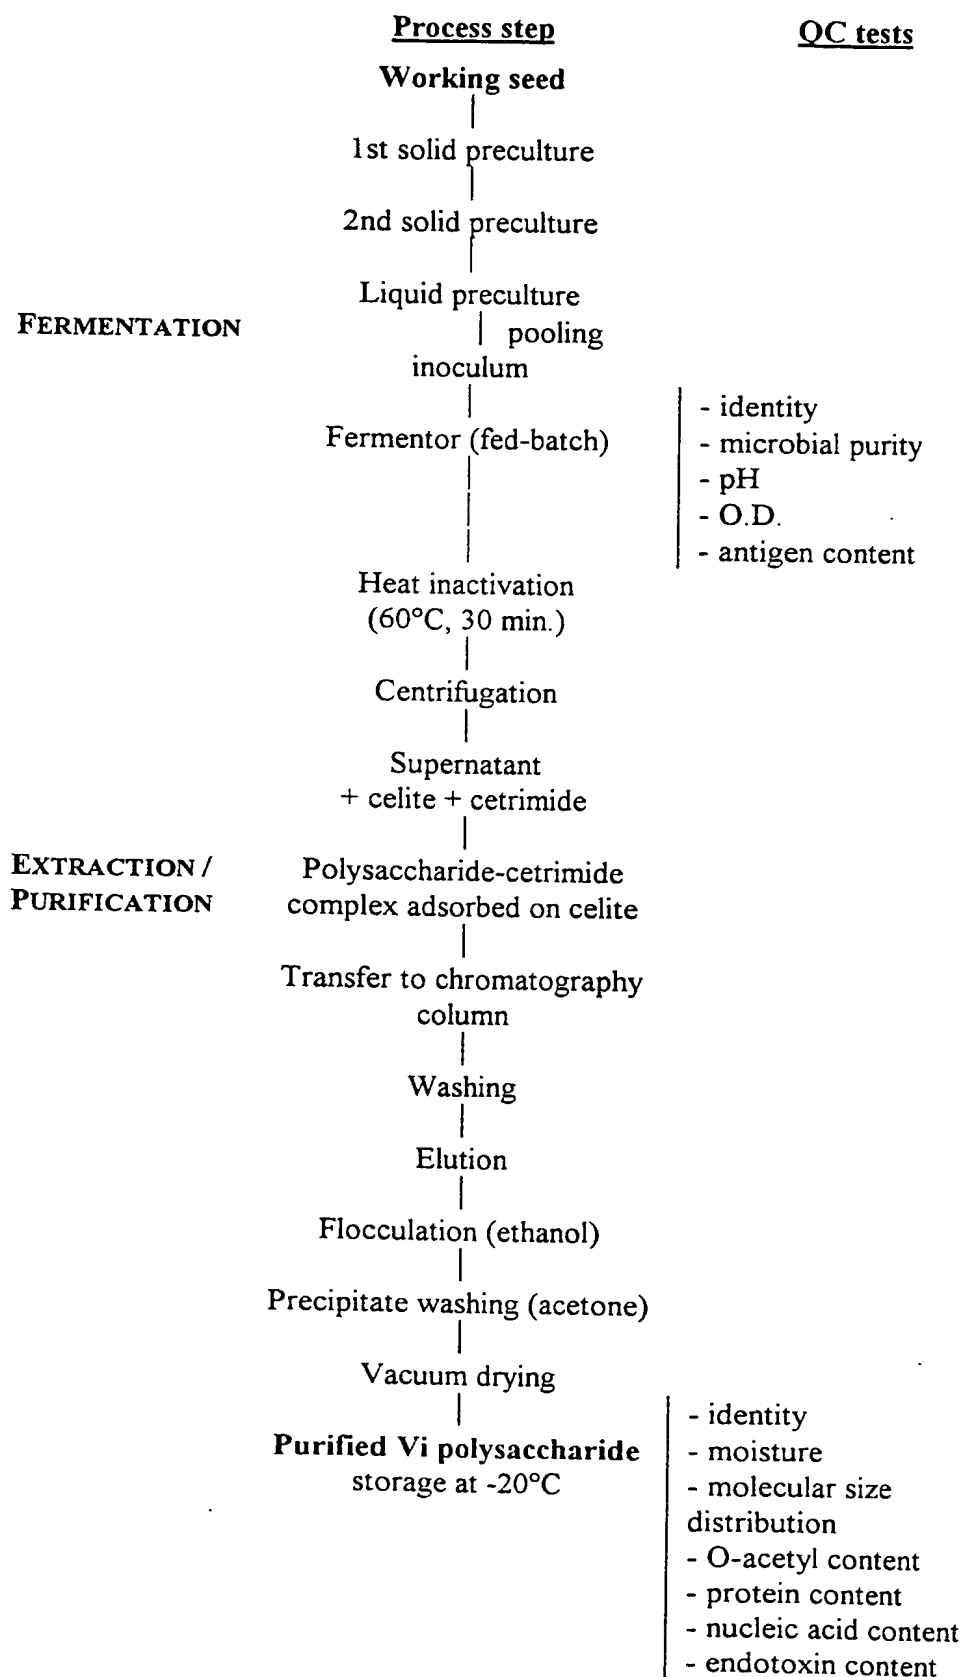 Process step
QC tests
Working seed
1st solid preculture
2nd solid preculture
Liquid preculture
FERMENTATION
pooling
inoculum
Fermentor (fed-batch)
- identity
- microbial purity
- pH
- O.D.
- antigen content
Heat inactivation
(60°C, 30 min.)
Centrifugation
Supernatant
+ celite + cetrimide
EXTRACTION /
PURIFICATION
Polysaccharide-cetrimide
complex adsorbed on celite
Transfer to chromatography
column
Washing
Elution
Flocculation (ethanol)
Precipitate washing (acetone)
Vacuum drying
Purified Vi polysaccharide
storage at -20°C
- identity
- moisture
- molecular size
distribution
- O-acetyl content
- protein content
- nucleic acid content
- endotoxin content